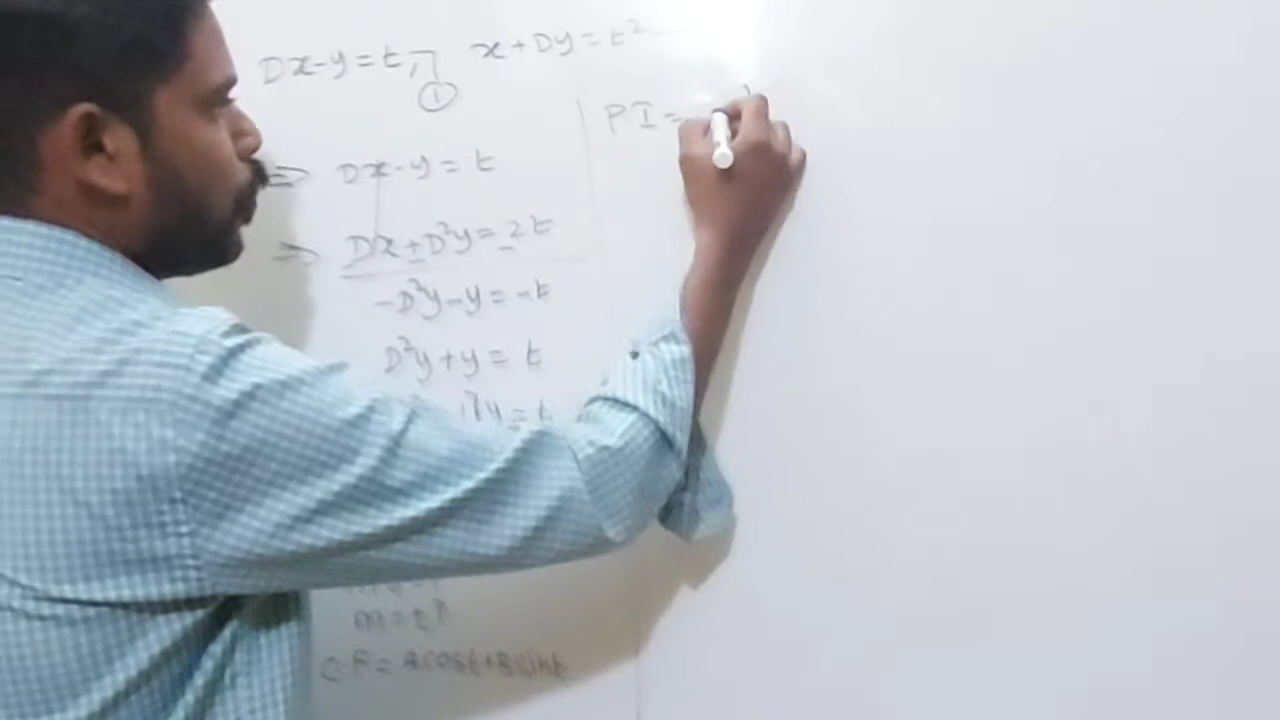 Dx-y=t, x+Dy=t²
①
⇒ Dx-y=t
⇒ Dx+D²y=2t
-D²y-y=-t
D²y+y=t
y=t
m=±i
C.F=Acost+Bsint
PI=